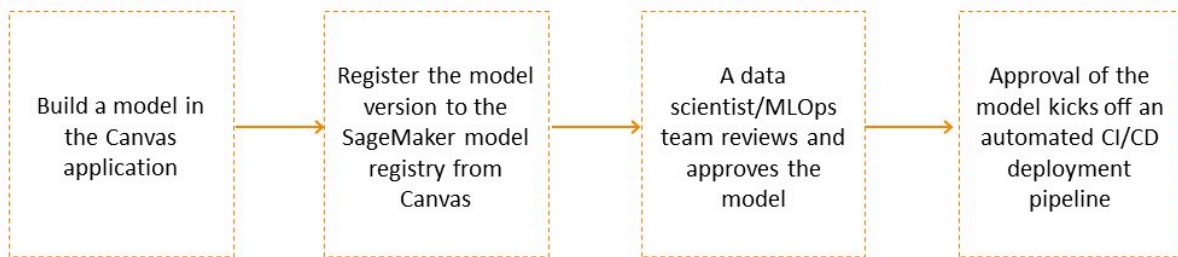 Build a model in
the Canvas
application
Register the model
version to the
SageMaker model
registry from
Canvas
A data
scientist/MLOps
team reviews and
approves the
model
Approval of the
model kicks off an
automated CI/CD
deployment
pipeline